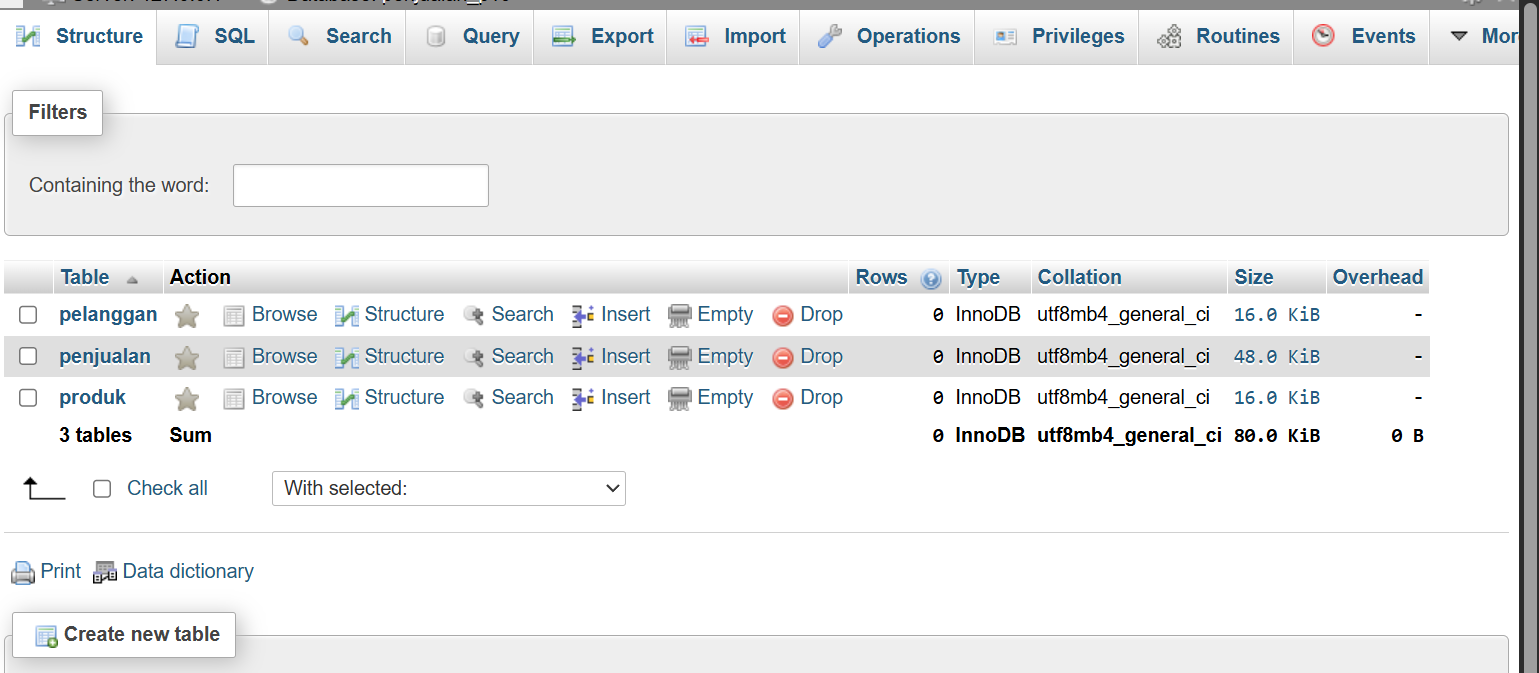 Structure SQL Search Query Export Import Operations Privileges Routines Events Mor
Filters
Containing the word:
Table Action Rows Type Collation Size Overhead
pelanggan Browse Structure Search Insert Empty Drop 0 InnoDB utf8mb4_general_ci 16.0 KiB -
penjualan Browse Structure Search Insert Empty Drop 0 InnoDB utf8mb4_general_ci 48.0 KiB -
produk Browse Structure Search Insert Empty Drop 0 InnoDB utf8mb4_general_ci 16.0 KiB -
3 tables Sum 0 InnoDB utf8mb4_general_ci 80.0 KiB 0 B
Check all With selected:
Print Data dictionary
Create new table